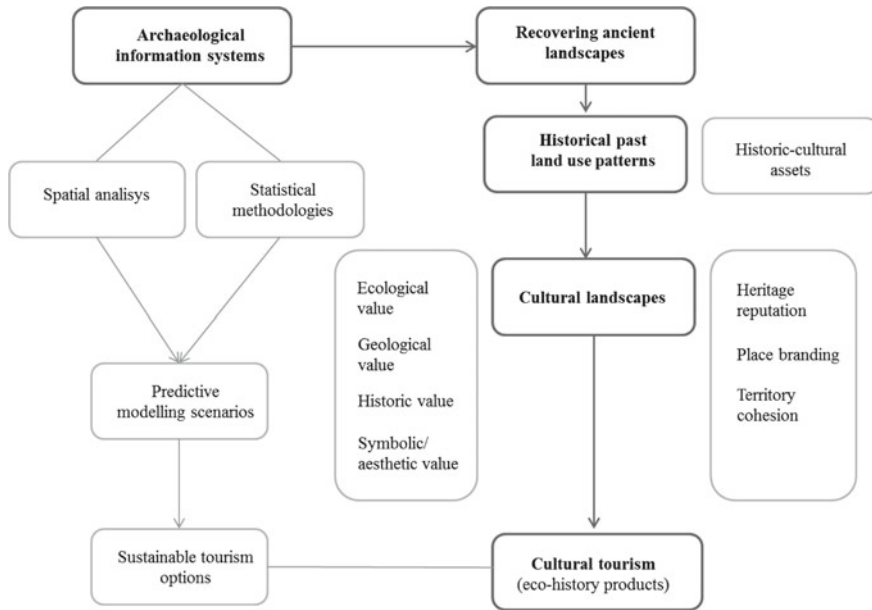 Archaeological
information systems
Recovering ancient
landscapes
Historical past
land use patterns
Historic-cultural
assets
Spatial analisys
Statistical
methodologies
Ecological
value
Geological
value
Historic value
Symbolic/
aesthetic value
Cultural landscapes
Heritage
reputation
Place branding
Territory
cohesion
Predictive
modelling scenarios
Sustainable tourism
options
Cultural tourism
(eco-history products)